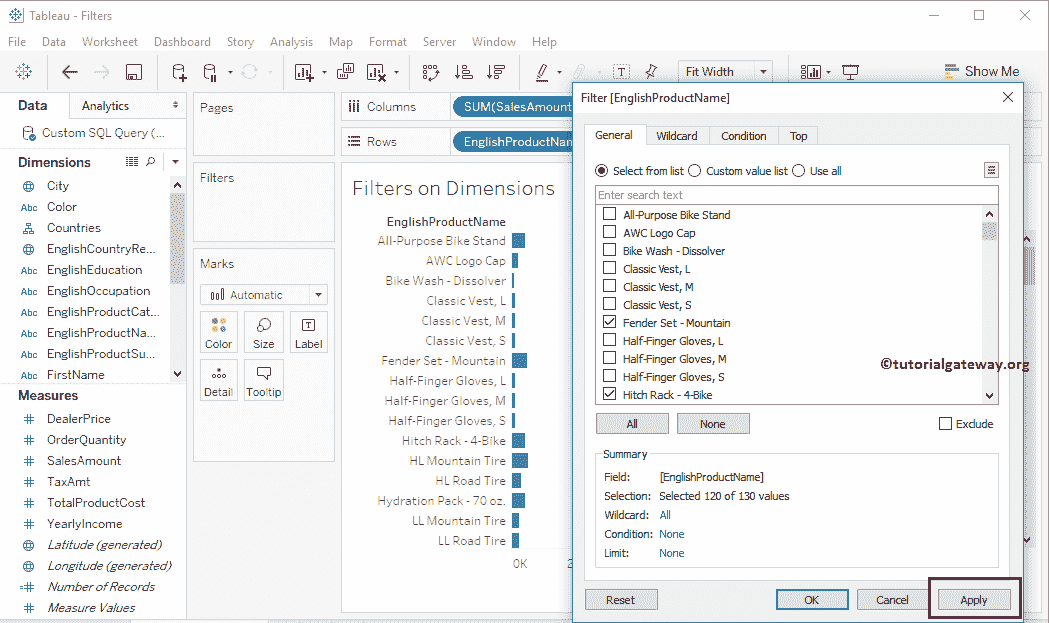 Tableau - Filters
File Data Worksheet Dashboard Story Analysis Map Format Server Window Help
Fit Width
Show Me
Data
Analytics
Custom SQL Query (...
Dimensions
City
Abc Color
Countries
EnglishCountryRe...
Abc EnglishEducation
Abc EnglishOccupation
Abc EnglishProductCat...
Abc EnglishProductNa...
Abc EnglishProductSu...
Abc FirstName
Measures
# DealerPrice
# OrderQuantity
# SalesAmount
# TaxAmt
# TotalProductCost
# YearlyIncome
Latitude (generated)
Longitude (generated)
=# Number of Records
# Measure Values
Pages
Filters
Marks
Automatic
Color
Size
T
Label
Detail
Tooltip
Columns
SUM(SalesAmount
Rows
EnglishProductNan
Filters on Dimensions
EnglishProductName
All-Purpose Bike Stand
AWC Logo Cap
Bike Wash - Dissolver
Classic Vest, L
Classic Vest, M
Classic Vest, S
Fender Set - Mountain
Half-Finger Gloves, L
Half-Finger Gloves, M
Half-Finger Gloves, S
Hitch Rack - 4-Bike
HL Mountain Tire
HL Road Tire
Hydration Pack - 70 oz.
LL Mountain Tire
LL Road Tire
0K
2
Filter [EnglishProductName]
General
Wildcard
Condition
Top
Select from list
Custom value list
Use all
Enter search text
All-Purpose Bike Stand
AWC Logo Cap
Bike Wash - Dissolver
Classic Vest, L
Classic Vest, M
Classic Vest, S
Fender Set - Mountain
Half-Finger Gloves, L
Half-Finger Gloves, M
Half-Finger Gloves, S
Hitch Rack - 4-Bike
©tutorialgateway.org
All
None
Exclude
Summary
Field: [EnglishProductName]
Selection: Selected 120 of 130 values
Wildcard: All
Condition: None
Limit: None
Reset
OK
Cancel
Apply